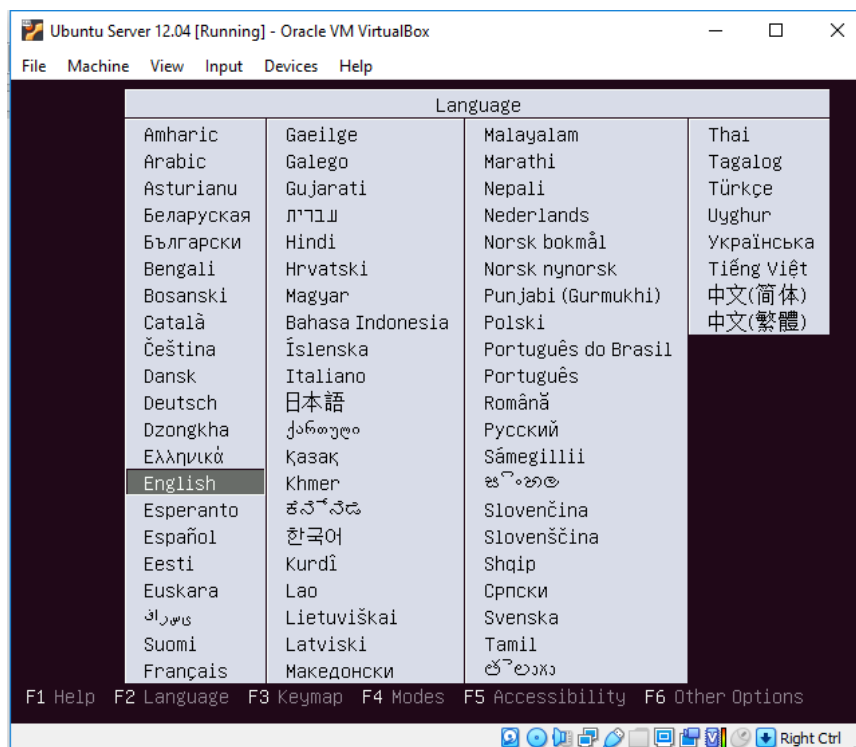 Ubuntu Server 12.04 [Running] - Oracle VM VirtualBox
File Machine View Input Devices Help
Language
Amharic
Arabic
Asturianu
Беларуская
Български
Bengali
Bosanski
Català
Čeština
Dansk
Deutsch
Dzongkha
Ελληνικά
English
Esperanto
Español
Eesti
Euskara
فارسی
Suomi
Français
Gaeilge
Galego
Gujarati
עברית
Hindi
Hrvatski
Magyar
Bahasa Indonesia
Íslenska
Italiano
日本語
ქართული
Қазақ
Khmer
ಕನ್ನಡ
한국어
Kurdî
Lao
Lietuviškai
Latviski
Македонски
Malayalam
Marathi
Nepali
Nederlands
Norsk bokmål
Norsk nynorsk
Punjabi (Gurmukhi)
Polski
Português do Brasil
Português
Română
Русский
Sámegillii
සිංහල
Slovenčina
Slovenščina
Shqip
Српски
Svenska
Tamil
తెలుగు
Thai
Tagalog
Türkçe
Uyghur
Українська
Tiếng Việt
中文(简体)
中文(繁體)
F1 Help F2 Language F3 Keymap F4 Modes F5 Accessibility F6 Other Options
Right Ctrl